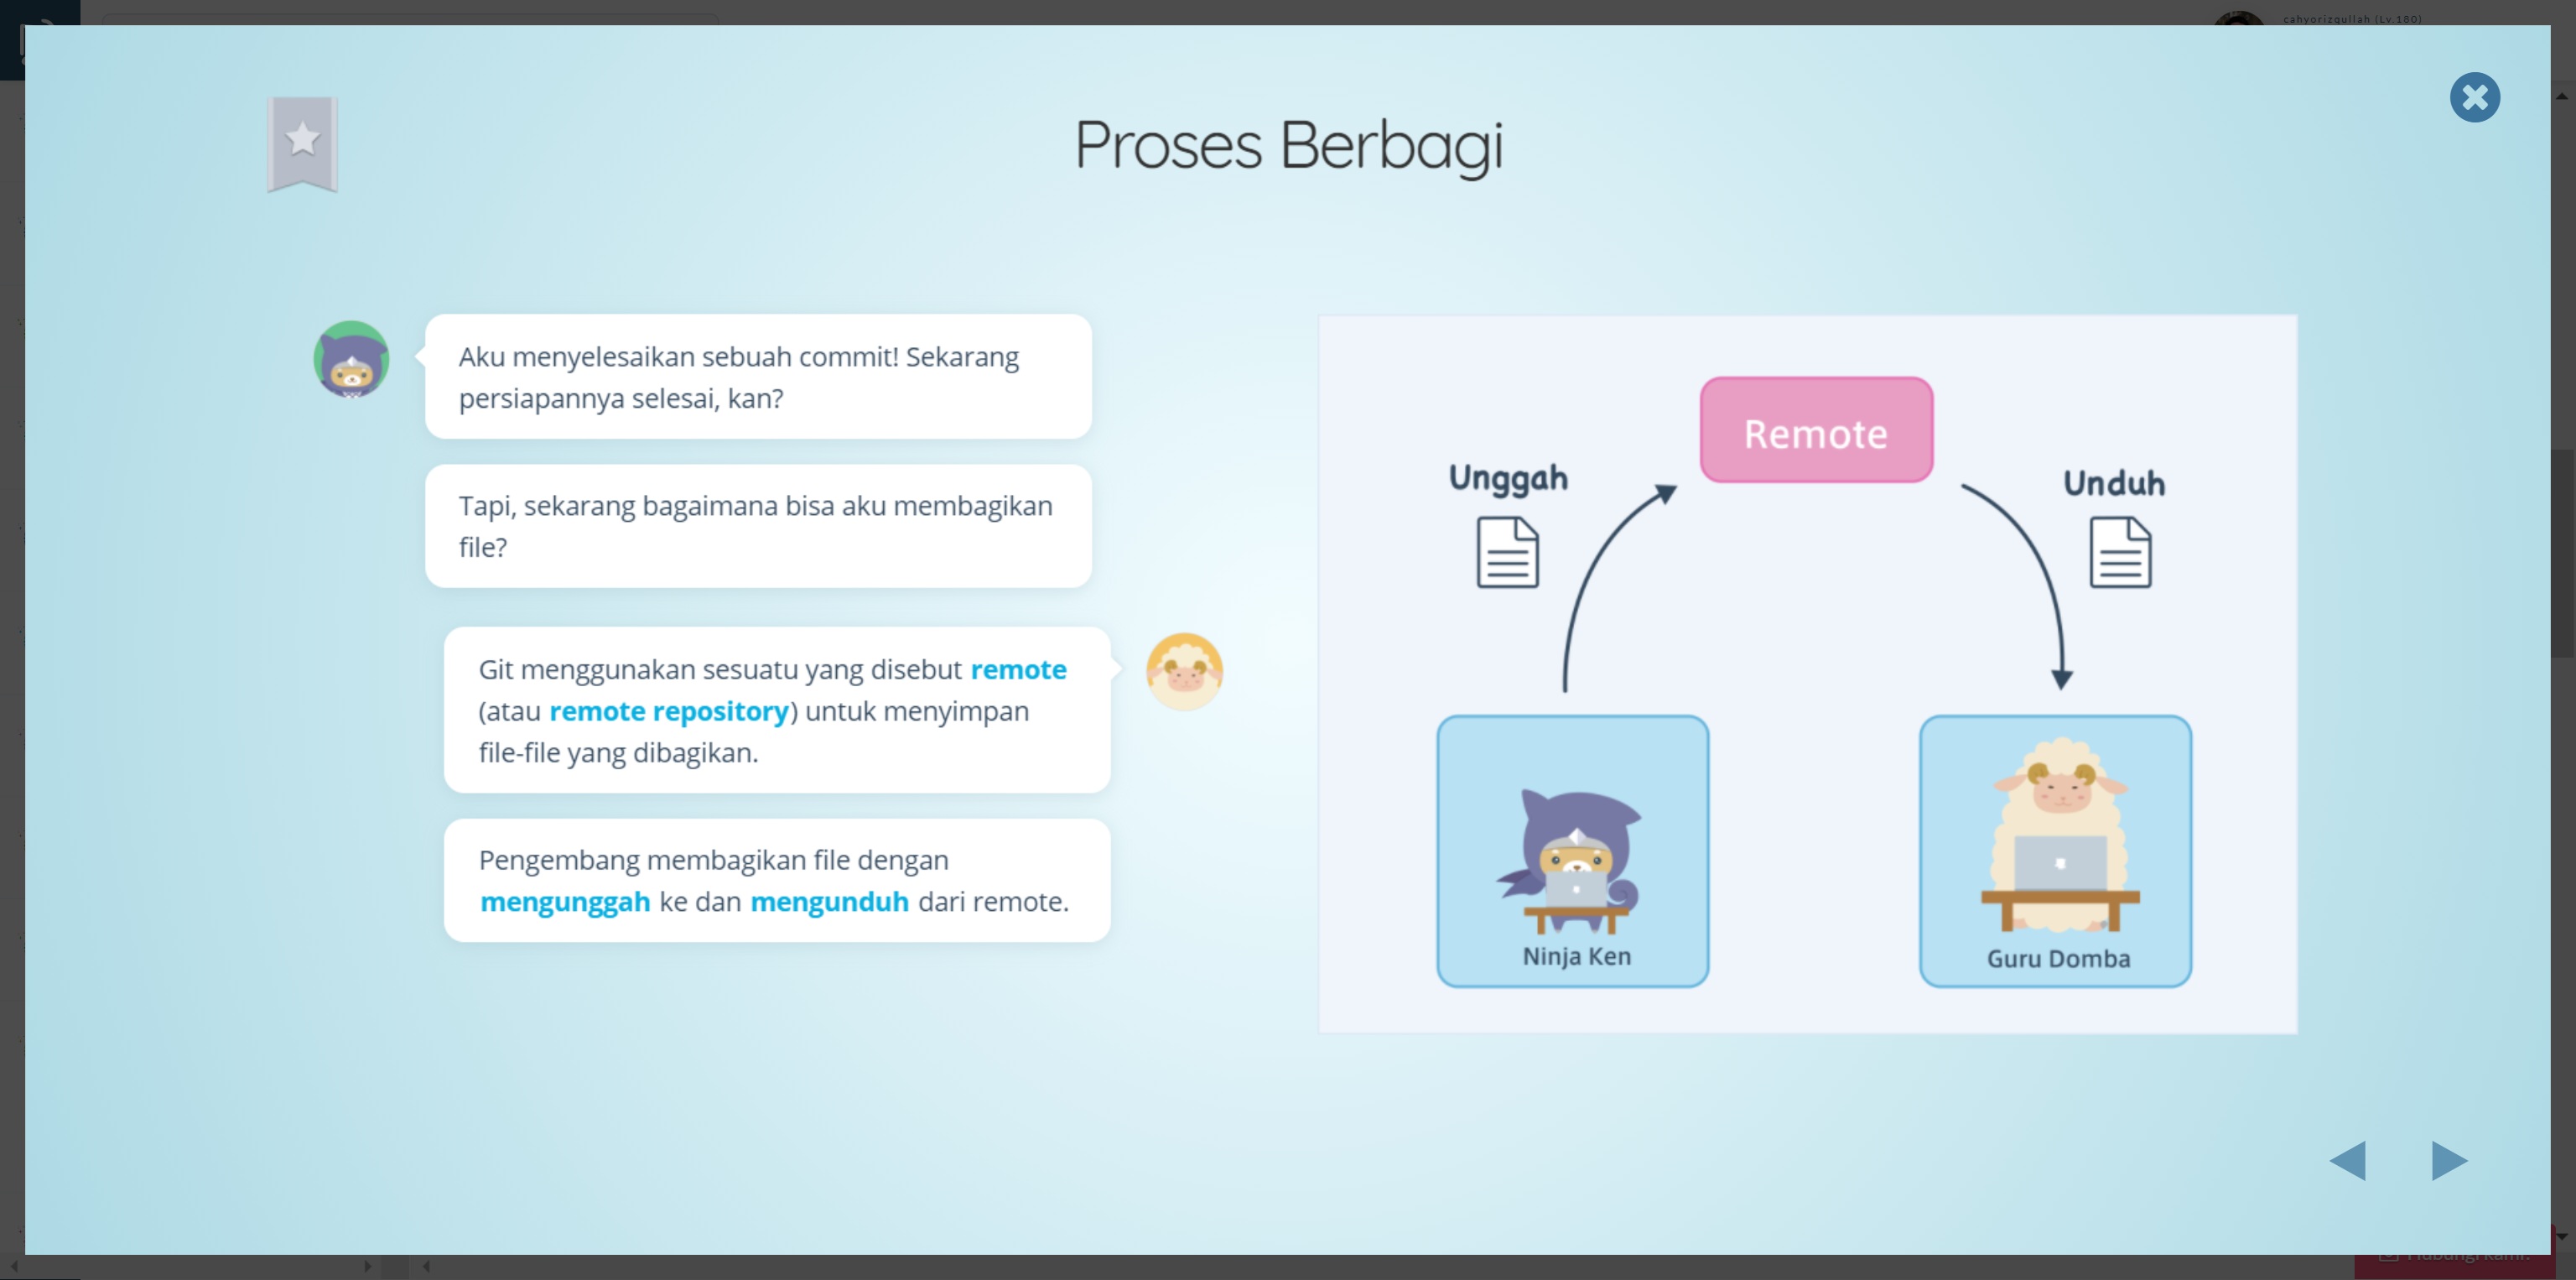 cahyorizqullah (Lv.180)
Proses Berbagi
Aku menyelesaikan sebuah commit! Sekarang
persiapannya selesai, kan?
Tapi, sekarang bagaimana bisa aku membagikan
file?
Git menggunakan sesuatu yang disebut remote
(atau remote repository) untuk menyimpan
file-file yang dibagikan.
Pengembang membagikan file dengan
mengunggah ke dan mengunduh dari remote.
Remote
Unggah
Unduh
Ninja Ken
Guru Domba
Hubungi kami!